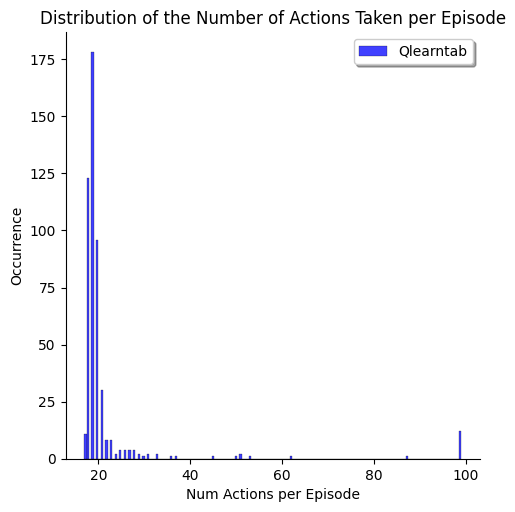 Distribution of the Number of Actions Taken per Episode
Qlearntab
175
150
125
100
75
50
25
0
Occurrence
20 40 60 80 100
Num Actions per Episode